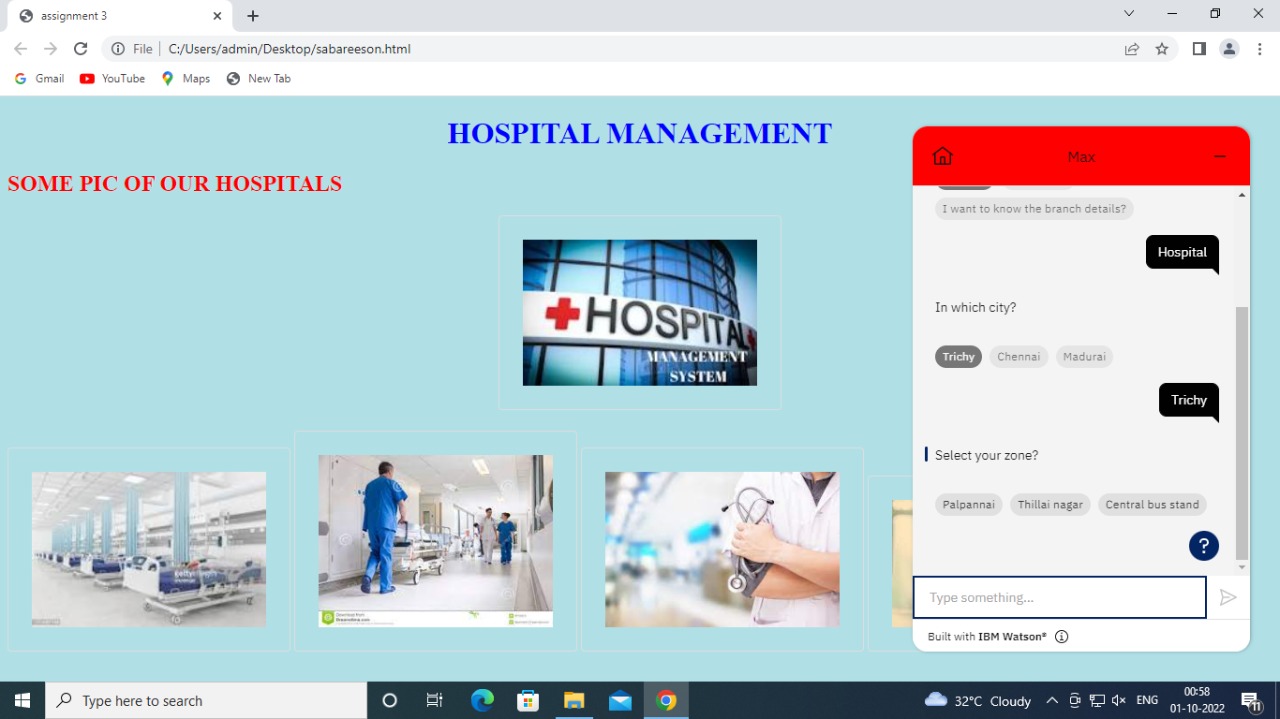 assignment 3
File
C:/Users/admin/Desktop/sabareeson.html
Gmail
YouTube
Maps
New Tab
HOSPITAL MANAGEMENT
SOME PIC OF OUR HOSPITALS
HOSPITAL
MANAGEMENT
SYSTEM
Max
I want to know the branch details?
Hospital
In which city?
Trichy Chennai Madurai
Trichy
Select your zone?
Palpannai Thillai nagar Central bus stand
?
Type something...
Built with IBM Watson®
Type here to search
32°C Cloudy
ENG
00:58
01-10-2022
11